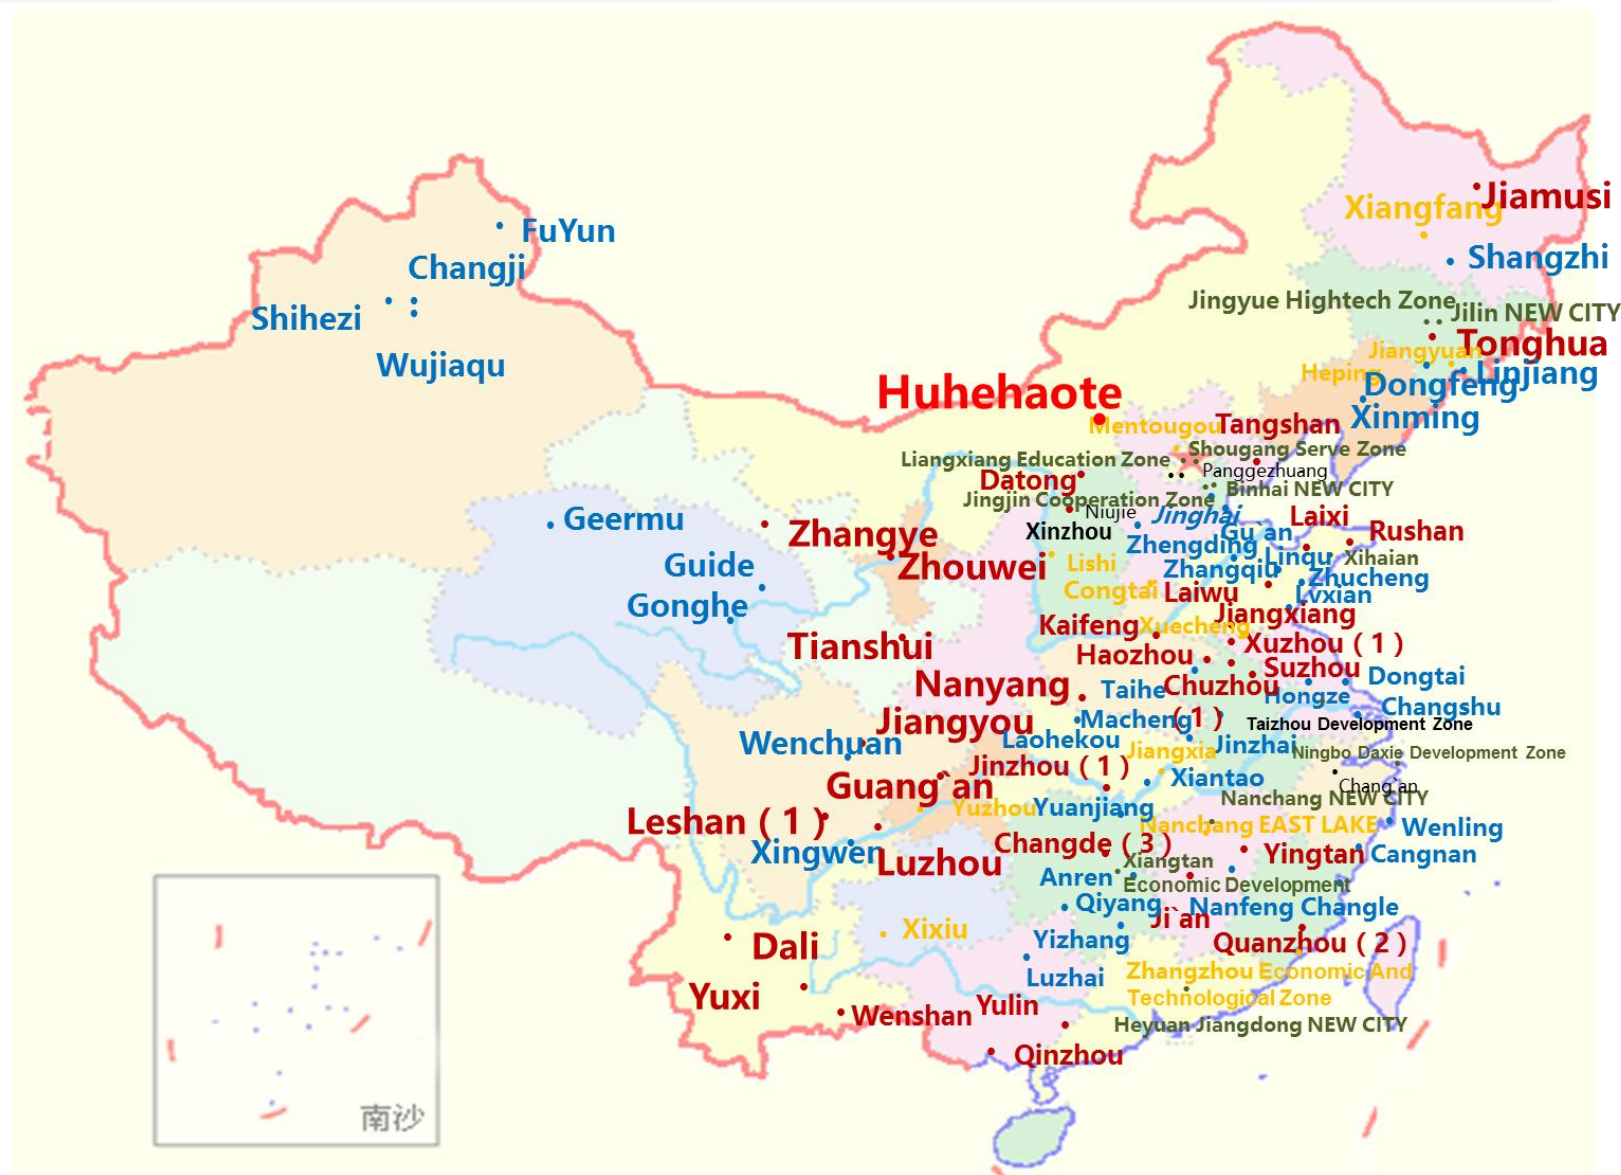 Jiamusi
Xiangfang
FuYun
Shangzhi
Changji
Jingyue Hightech Zone
Jilin NEW CITY
Shihezi
Tonghua
Jiangyuan
Wujiaqu
Heping
Linjiang
Dongfeng
Huhehaote
Xinming
Mentougou
Tangshan
Shougang Serve Zone
Liangxiang Education Zone
Panggezhuang
Datong
Binhai NEW CITY
Jingjin Cooperation Zone
Niujie
Jinghai
Laixi
Geermu
Zhangye
Xinzhou
Gu`an
Rushan
Zhengding
Linqu
Xihaian
Guide
Zhouwei
Lishi
Zhangqiu
Zhucheng
Congtai
Laiwu
Lvxian
Gonghe
Jiangxiang
Kaifeng
Xuecheng
Tianshui
Xuzhou ( 1 )
Haozhou
Suzhou
Dongtai
Nanyang
Taihe
Chuzhou
( 1 )
Hongze
Changshu
Jiangyou
Macheng
Taizhou Development Zone
Wenchuan
Laohekou
Jiangxia
Jinzhai
Ningbo Daxie Development Zone
Jinzhou ( 1 )
Xiantao
Guang`an
Chang`an
Nanchang NEW CITY
Yuzhou
Yuanjiang
Leshan ( 1 )
Nanchang EAST LAKE
Wenling
Changde ( 3 )
Xingwen
Luzhou
Xiangtan
Economic Development
Yingtan
Cangnan
Anren
Qiyang
Ji`an
Nanfeng
Changle
Xixiu
Dali
Yizhang
Quanzhou ( 2 )
Luzhai
Zhangzhou Economic And
Technological Zone
Yuxi
Wenshan
Yulin
Heyuan Jiangdong NEW CITY
Qinzhou
南沙